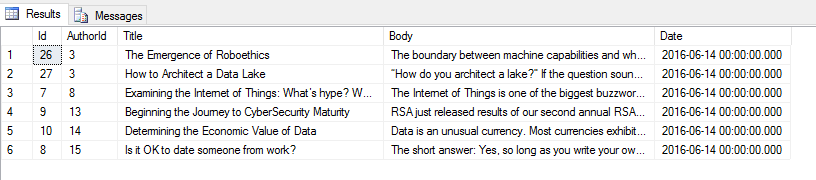 Results Messages
Id AuthorId Title Body Date
1 26 3 The Emergence of Roboethics The boundary between machine capabilities and wh... 2016-06-14 00:00:00.000
2 27 3 How to Architect a Data Lake "How do you architect a lake?" If the question soun... 2016-06-14 00:00:00.000
3 7 8 Examining the Internet of Things: What's hype? W... The Internet of Things is one of the biggest buzzwor... 2016-06-14 00:00:00.000
4 9 13 Beginning the Journey to CyberSecurity Maturity RSA just released results of our second annual RSA... 2016-06-14 00:00:00.000
5 10 14 Determining the Economic Value of Data Data is an unusual currency. Most currencies exhibit... 2016-06-14 00:00:00.000
6 8 15 Is it OK to date someone from work? The short answer: Yes, so long as you write your ow... 2016-06-14 00:00:00.000